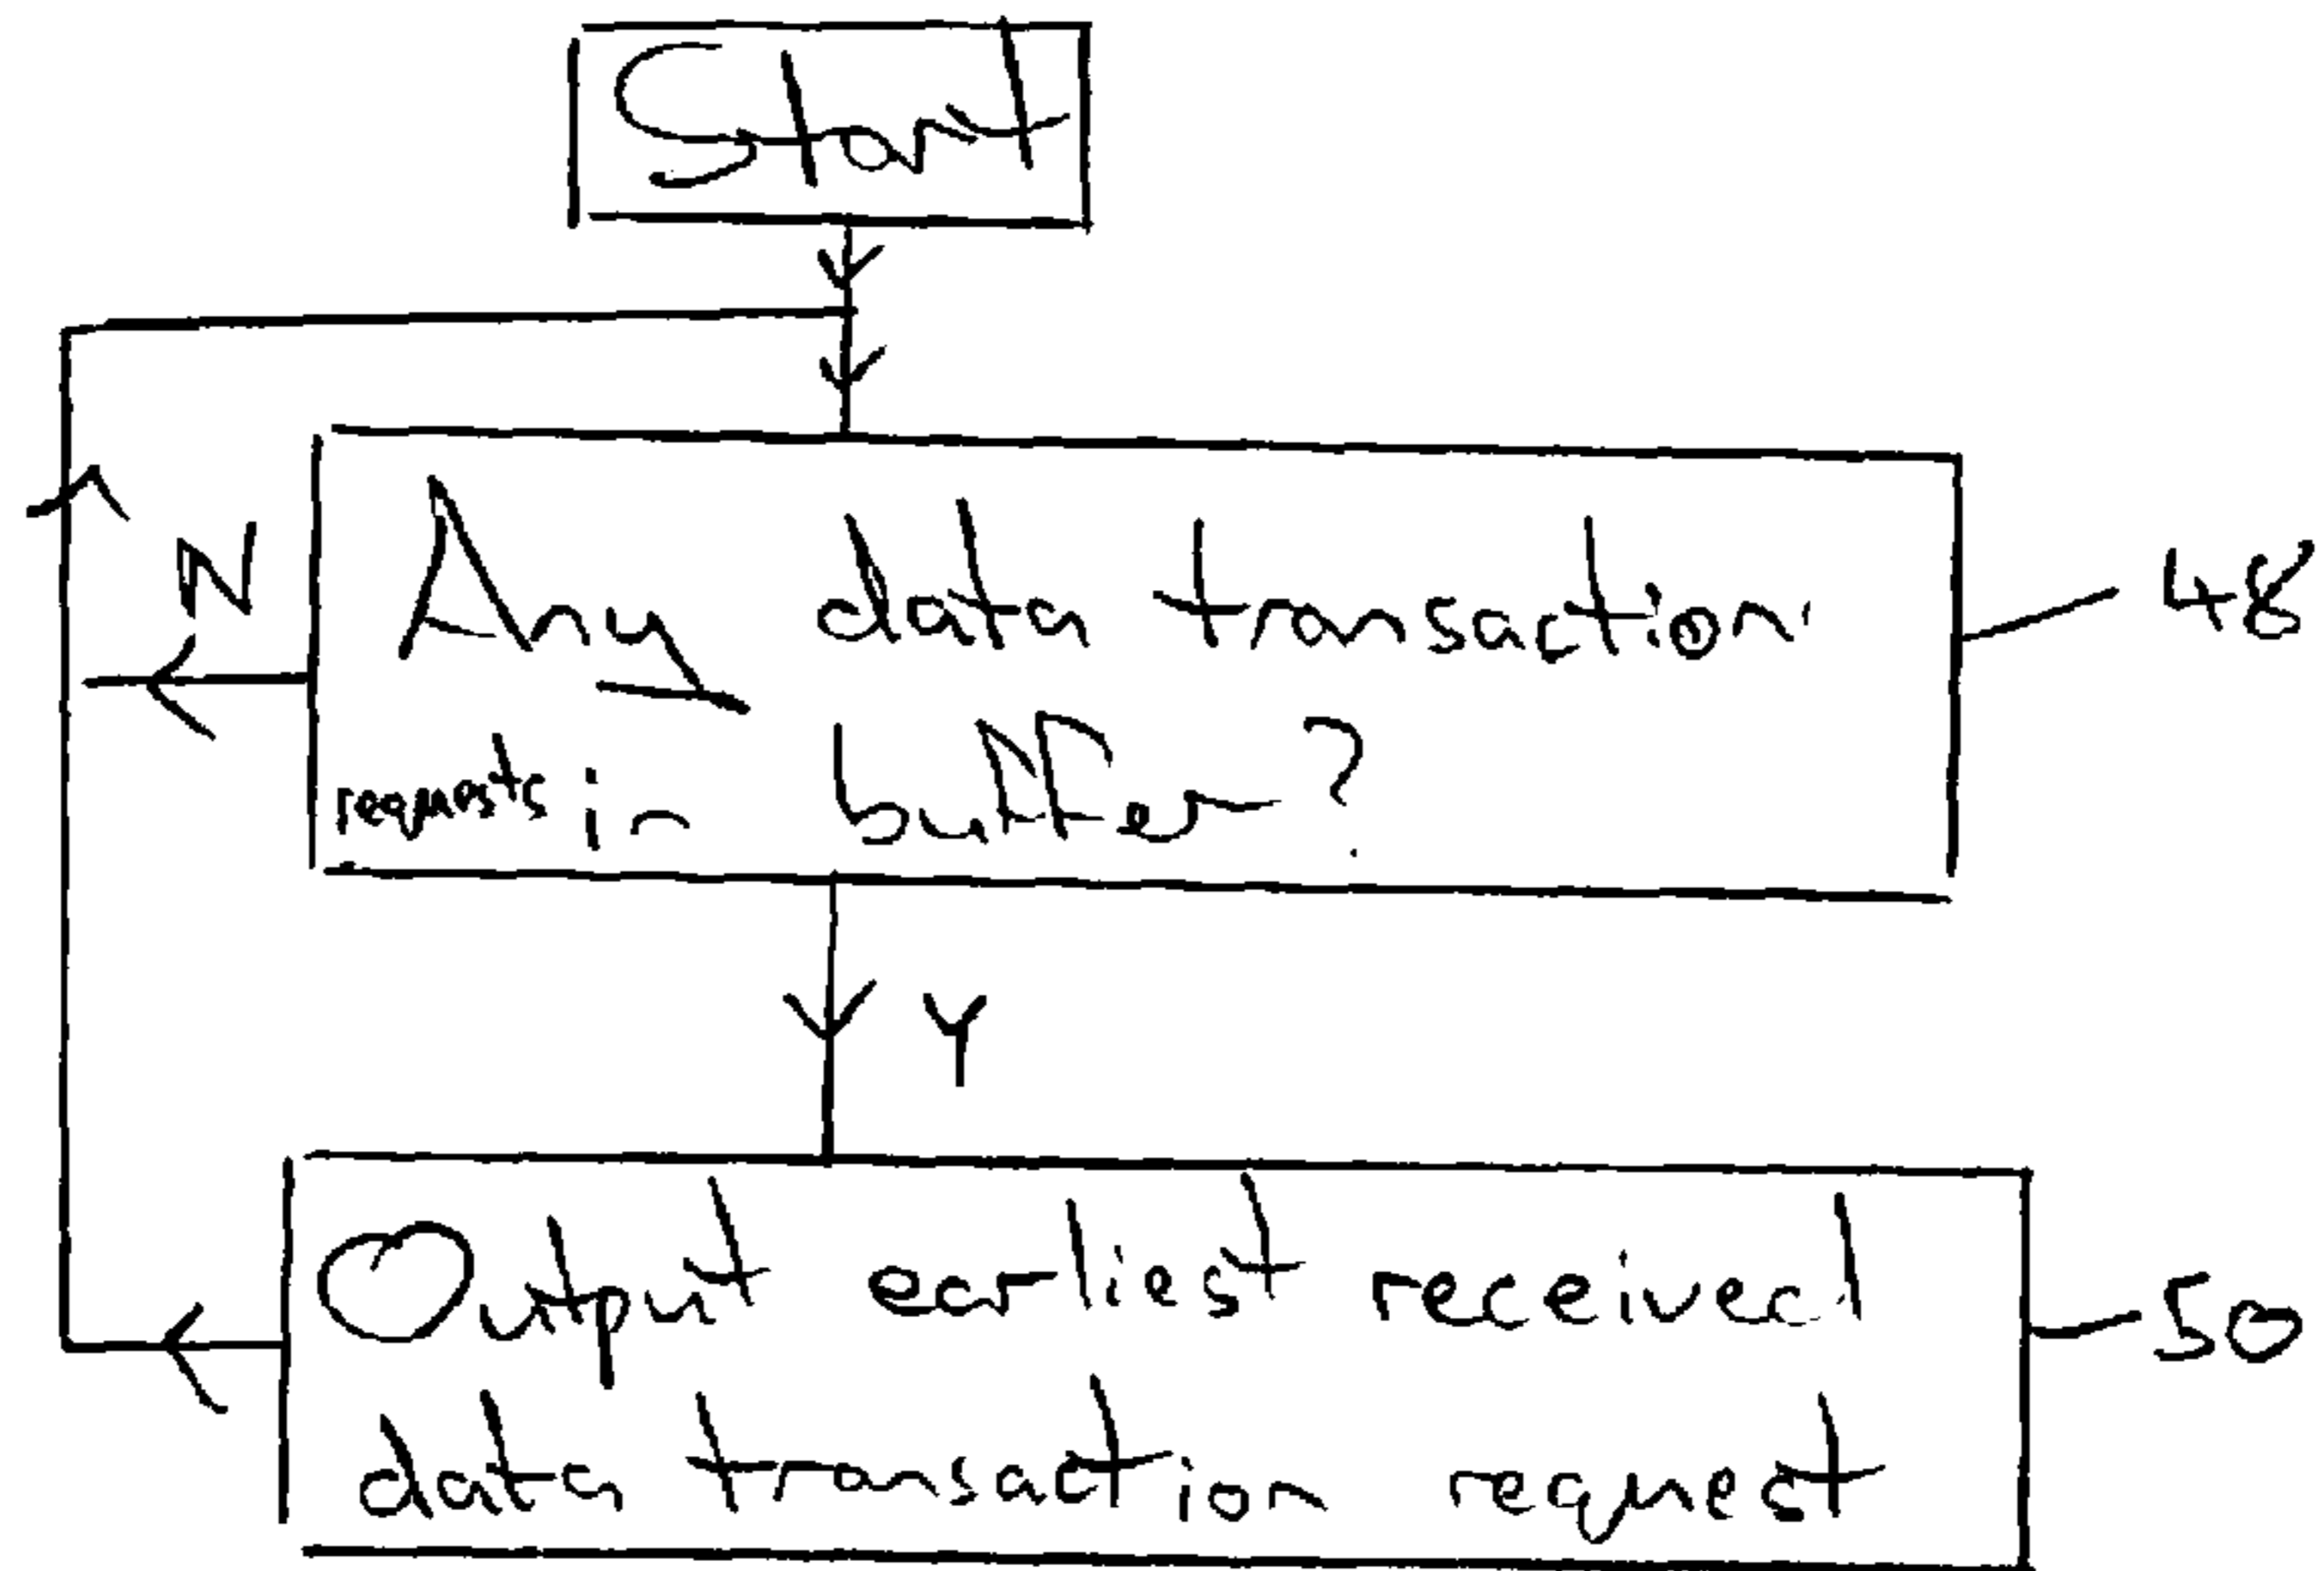 Start
N
Any data transaction
requests in buffer?
48
Y
Output earliest received
data transaction request
50